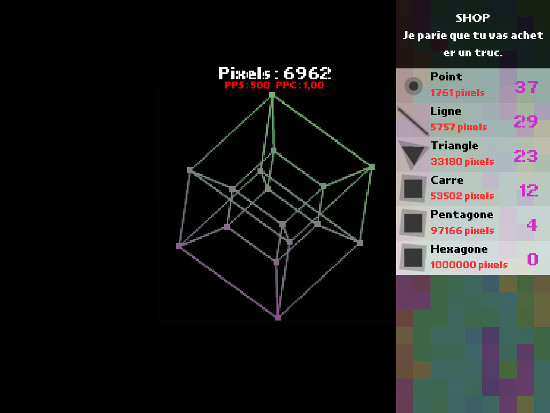 Pixels: 6962
PPS:500 PPC:1,00
SHOP
Je parie que tu vas achet
er un truc.
Point
1761 pixels
37
Ligne
5757 pixels
29
Triangle
33180 pixels
23
Carre
53502 pixels
12
Pentagone
97166 pixels
4
Hexagone
1000000 pixels
0